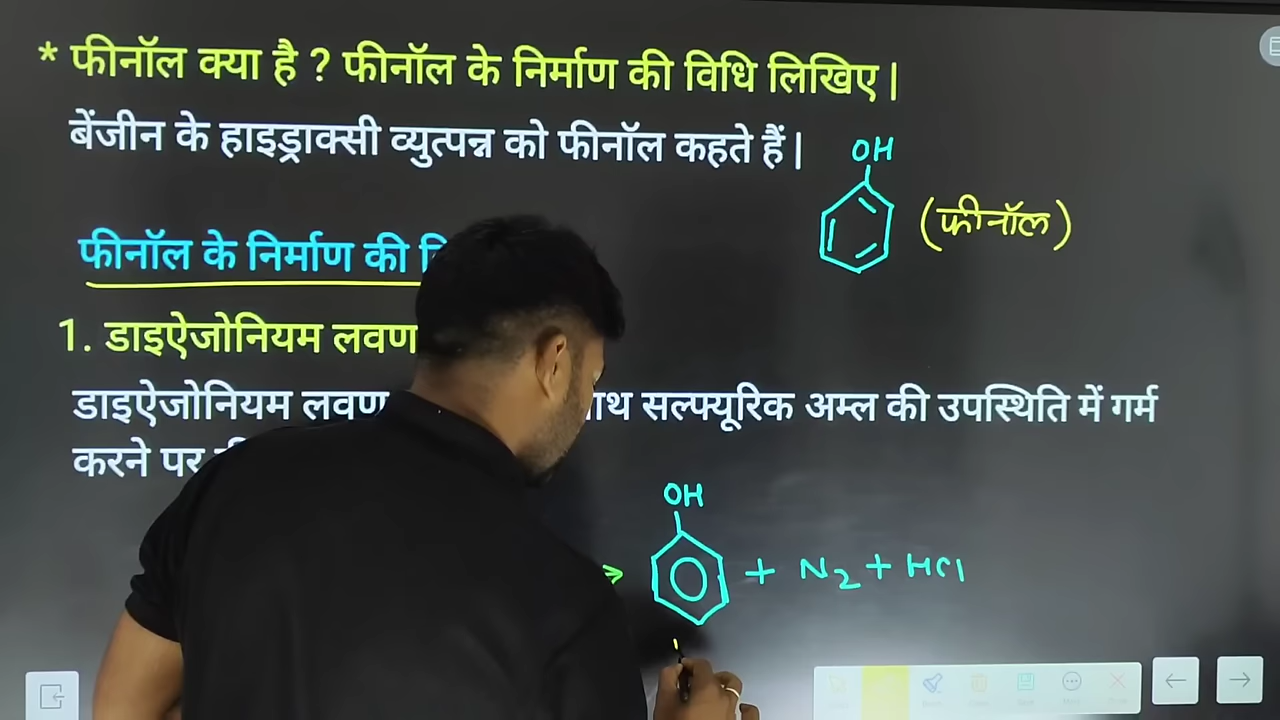 * फीनॉल क्या है ? फीनॉल के निर्माण की विधि लिखिए |
बेंजीन के हाइड्राक्सी व्युत्पन्न को फीनॉल कहते हैं |
OH
(फीनॉल)
फीनॉल के निर्माण की
1. डाइऐजोनियम लवण
डाइऐजोनियम लवण सल्फ्यूरिक अम्ल की उपस्थिति में गर्म
करने पर
OH
+ N2 + HCl